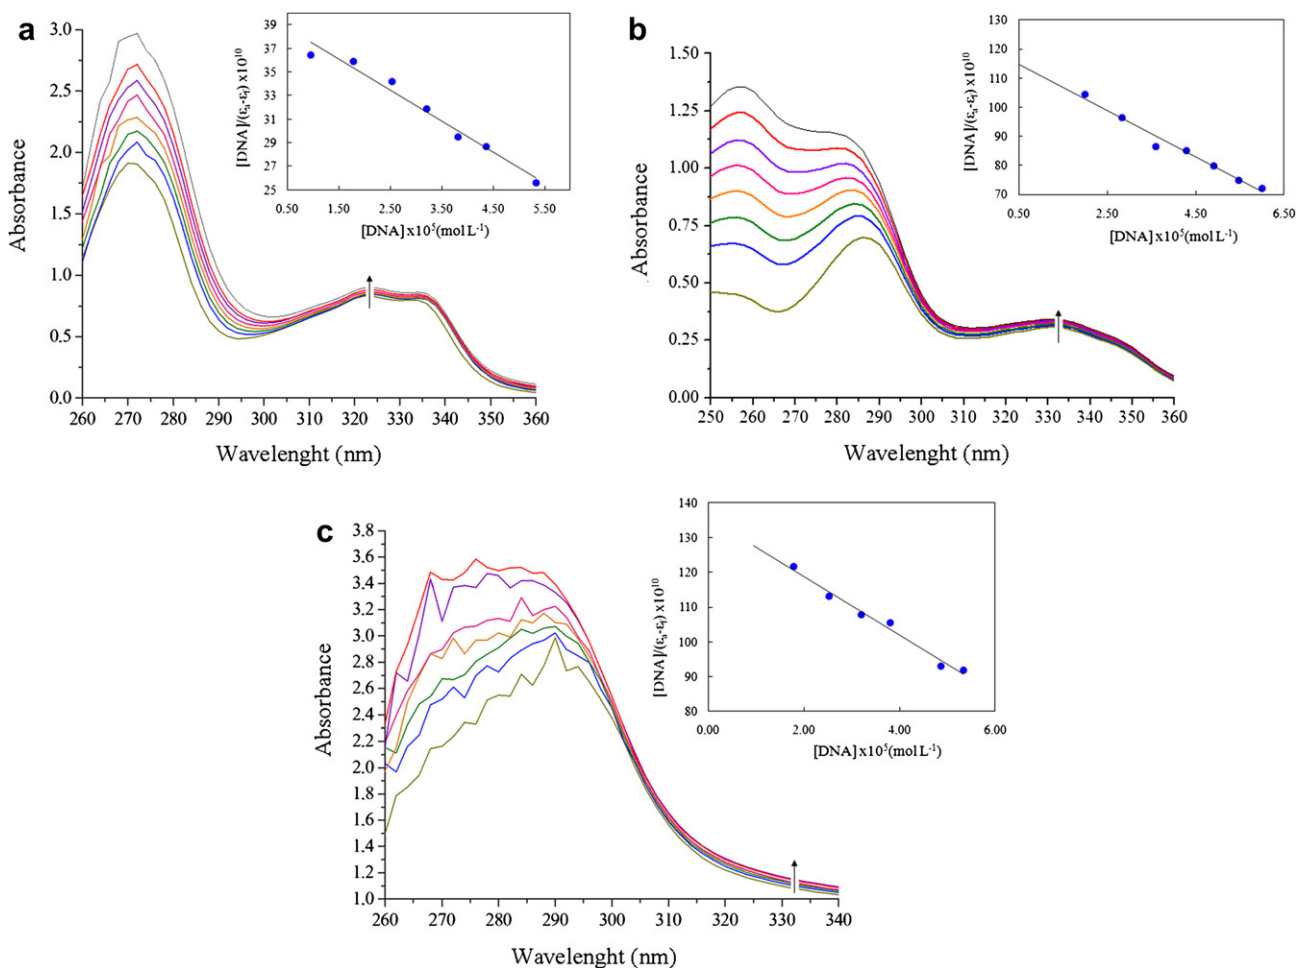 a
3.0
2.5
2.0
1.5
1.0
0.5
0.0
Absorbance
260 270 280 290 300 310 320 330 340 350 360
Wavelenght (nm)
39
37
35
33
31
29
27
25
[DNA]/(εₐ-ε_f) x10¹⁰
0.50 1.50 2.50 3.50 4.50 5.50
[DNA] x10⁵(mol L⁻¹)
b
1.50
1.25
1.00
0.75
0.50
0.25
0.00
Absorbance
250 260 270 280 290 300 310 320 330 340 350 360
Wavelenght (nm)
130
120
110
100
90
80
70
[DNA]/(εₐ-ε_f) x10¹⁰
0.50 2.50 4.50 6.50
[DNA] x10⁵(mol L⁻¹)
c
3.8
3.6
3.4
3.2
3.0
2.8
2.6
2.4
2.2
2.0
1.8
1.6
1.4
1.2
1.0
Absorbance
260 270 280 290 300 310 320 330 340
Wavelenght (nm)
140
130
120
110
100
90
80
[DNA]/(εₐ-ε_f) x10¹⁰
0.00 2.00 4.00 6.00
[DNA] x10⁵(mol L⁻¹)